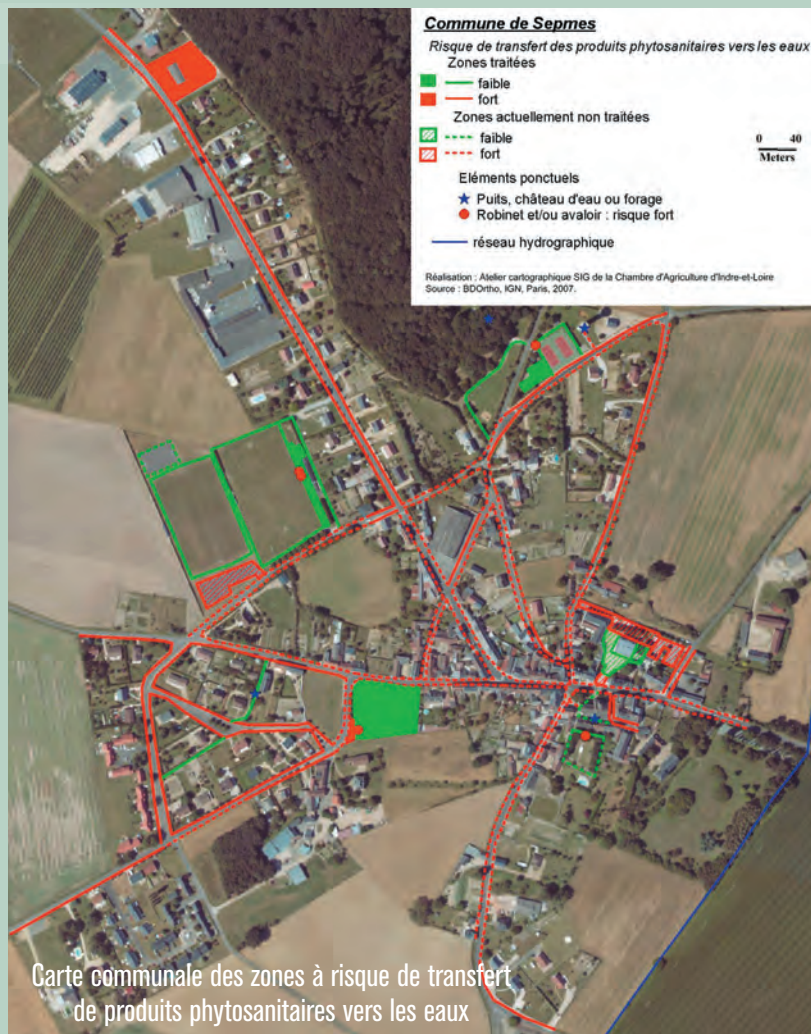 Commune de Sepmes
Risque de transfert des produits phytosanitaires vers les eaux
Zones traitées
faible
fort
Zones actuellement non traitées
faible
fort
0 40
Meters
Eléments ponctuels
Puits, château d'eau ou forage
Robinet et/ou avaloir : risque fort
réseau hydrographique
Réalisation : Atelier cartographique SIG de la Chambre d'Agriculture d'Indre-et-Loire
Source : BDOrtho, IGN, Paris, 2007.
Carte communale des zones à risque de transfert
de produits phytosanitaires vers les eaux